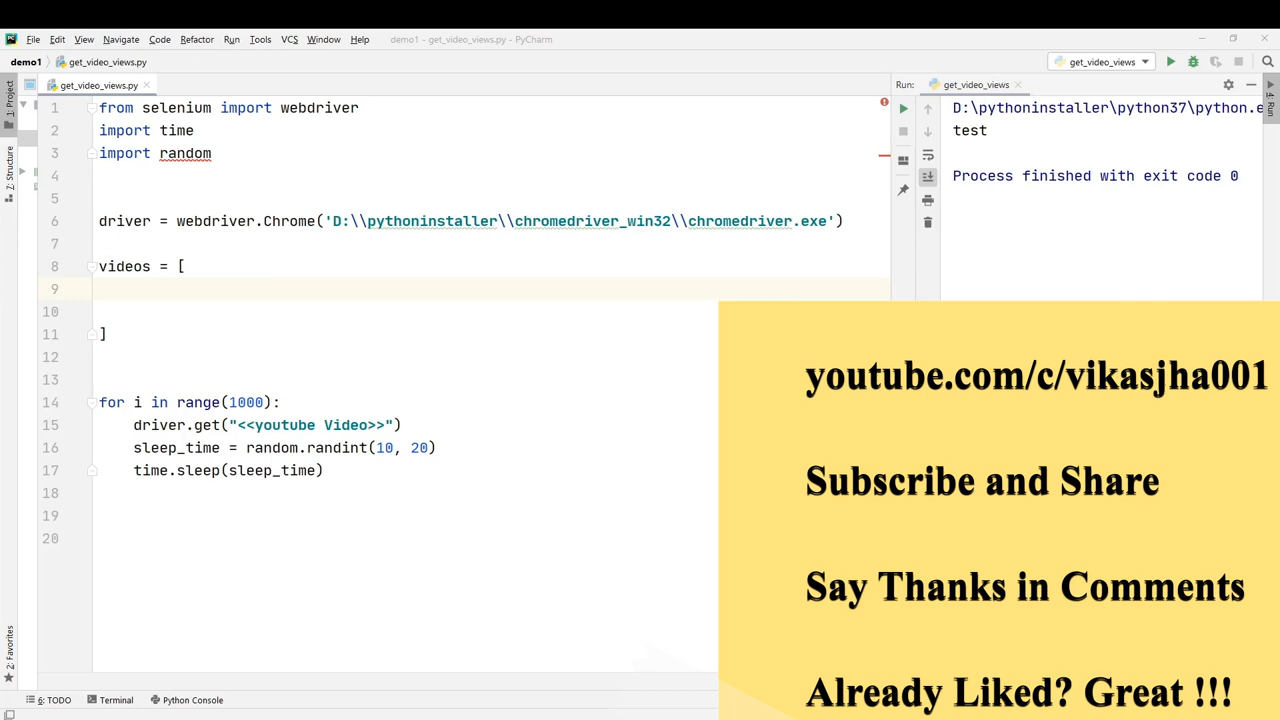 File Edit View Navigate Code Refactor Run Tools VCS Window Help demo1 - get_video_views.py - PyCharm
demo1 get_video_views.py get_video_views
get_video_views.py Run: get_video_views
1: Project
7: Structure
2: Favorites
4: Run
1 from selenium import webdriver
2 import time
3 import random
4
5
6 driver = webdriver.Chrome('D:\\pythoninstaller\\chromedriver_win32\\chromedriver.exe')
7
8 videos = [
9
10
11 ]
12
13
14 for i in range(1000):
15 driver.get("<<youtube Video>>")
16 sleep_time = random.randint(10, 20)
17 time.sleep(sleep_time)
18
19
20
D:\pythoninstaller\python37\python.e
test
Process finished with exit code 0
youtube.com/c/vikasjha001
Subscribe and Share
Say Thanks in Comments
Already Liked? Great !!!
6: TODO Terminal Python Console